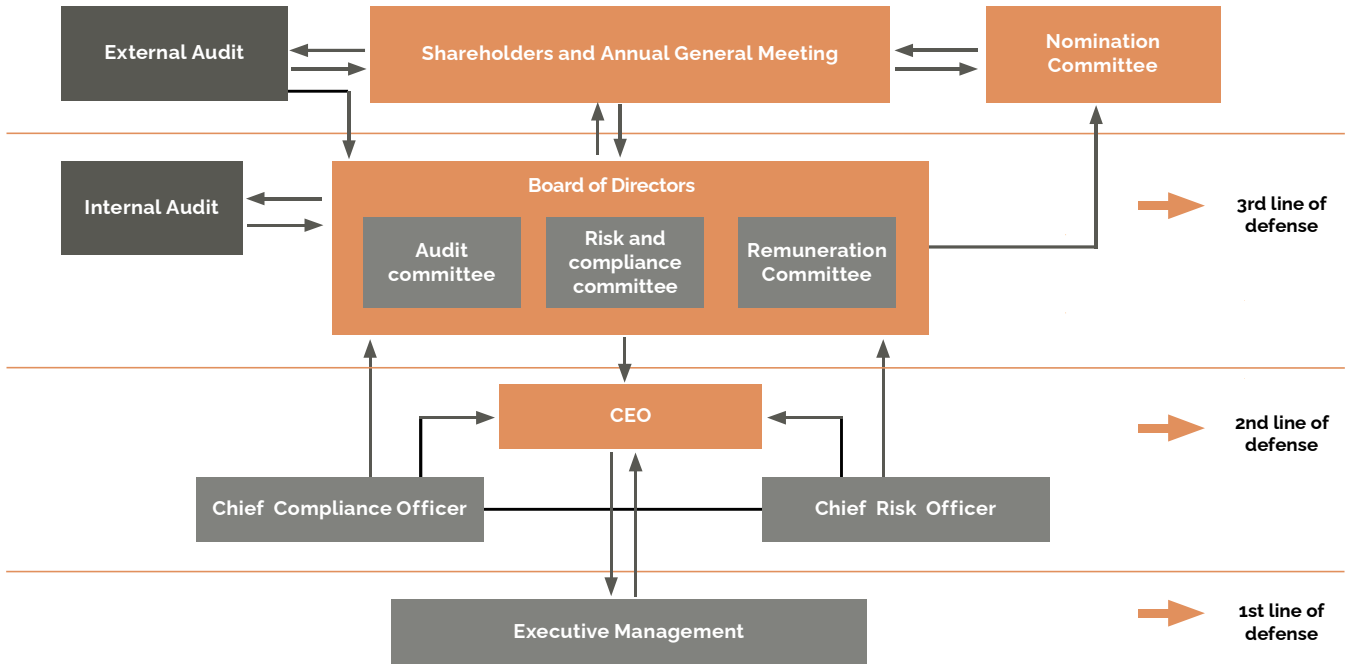 External Audit
Shareholders and Annual General Meeting
Nomination
Committee
Internal Audit
Board of Directors
Audit
committee
Risk and
compliance
committee
Remuneration
Committee
3rd line of
defense
CEO
2nd line of
defense
Chief Compliance Officer
Chief Risk Officer
Executive Management
1st line of
defense